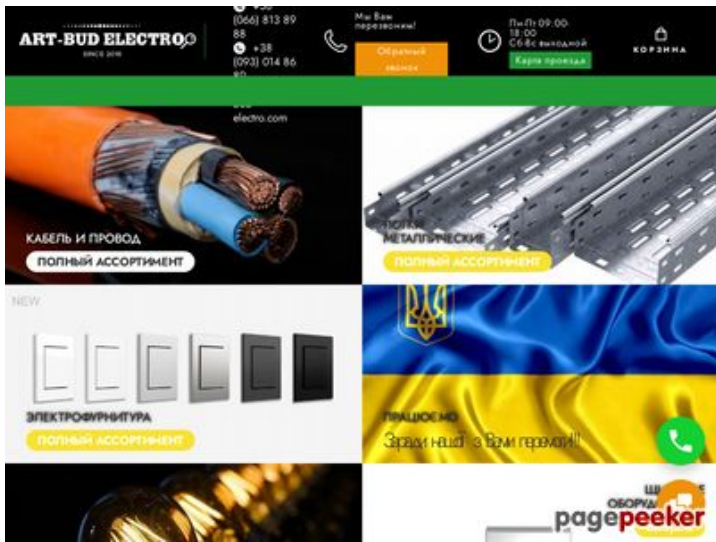 ART-BUD ELECTRO
SINCE 2016
+38
(066) 813 89
88
+38
(093) 014 86
electro.com
Мы Вам
перезвоним!
Обратный
звонок
Пн-Пт 09:00-
18:00
Сб-Вс выходной
Карта проезда
КОРЗИНА
КАБЕЛЬ И ПРОВОД
ПОЛНЫЙ АССОРТИМЕНТ
ЛОТКИ
МЕТАЛЛИЧЕСКИЕ
ПОЛНЫЙ АССОРТИМЕНТ
NEW
ЭЛЕКТРОФУРНИТУРА
ПОЛНЫЙ АССОРТИМЕНТ
ПРАЦЮЄМО
Заради нашої з Вами перемоги!!!
pagepeeker